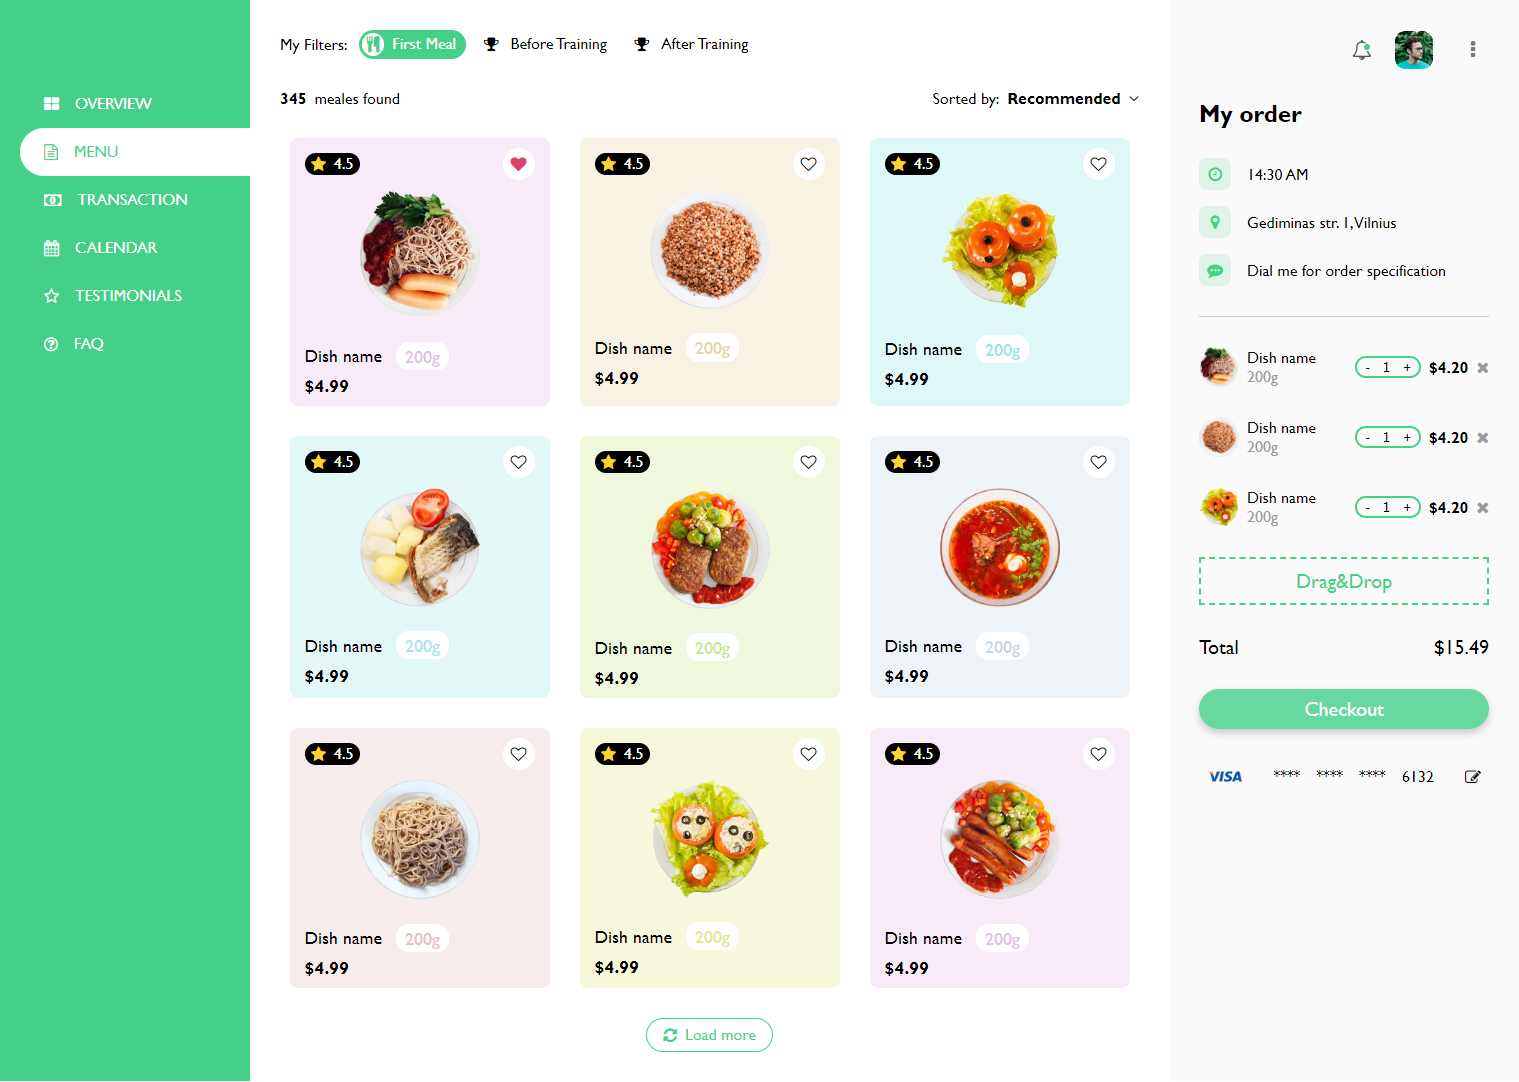 OVERVIEW
MENU
TRANSACTION
CALENDAR
TESTIMONIALS
FAQ
My Filters: First Meal Before Training After Training
345 meales found Sorted by: Recommended
4.5 4.5 4.5
Dish name 200g Dish name 200g Dish name 200g
$4.99 $4.99 $4.99
4.5 4.5 4.5
Dish name 200g Dish name 200g Dish name 200g
$4.99 $4.99 $4.99
4.5 4.5 4.5
Dish name 200g Dish name 200g Dish name 200g
$4.99 $4.99 $4.99
Load more
My order
14:30 AM
Gediminas str. 1,Vilnius
Dial me for order specification
Dish name
200g
- 1 + $4.20
Dish name
200g
- 1 + $4.20
Dish name
200g
- 1 + $4.20
Drag&Drop
Total $15.49
Checkout
VISA **** **** **** 6132